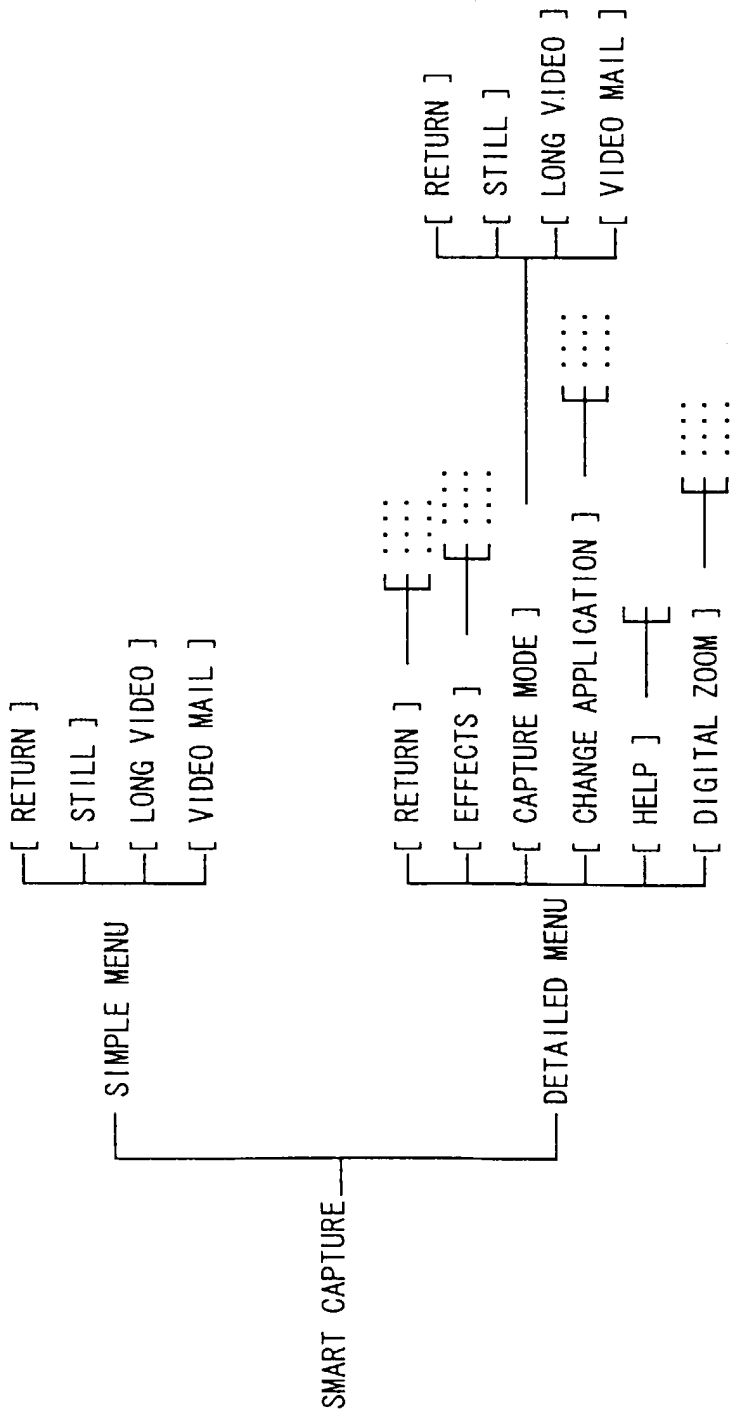 SMART CAPTURE
SIMPLE MENU
[ RETURN ]
[ STILL ]
[ LONG VIDEO ]
[ VIDEO MAIL ]
DETAILED MENU
[ RETURN ]
[ EFFECTS ]
[ CAPTURE MODE ]
[ RETURN ]
[ STILL ]
[ LONG VIDEO ]
[ VIDEO MAIL ]
[ CHANGE APPLICATION ]
[ HELP ]
[ DIGITAL ZOOM ]